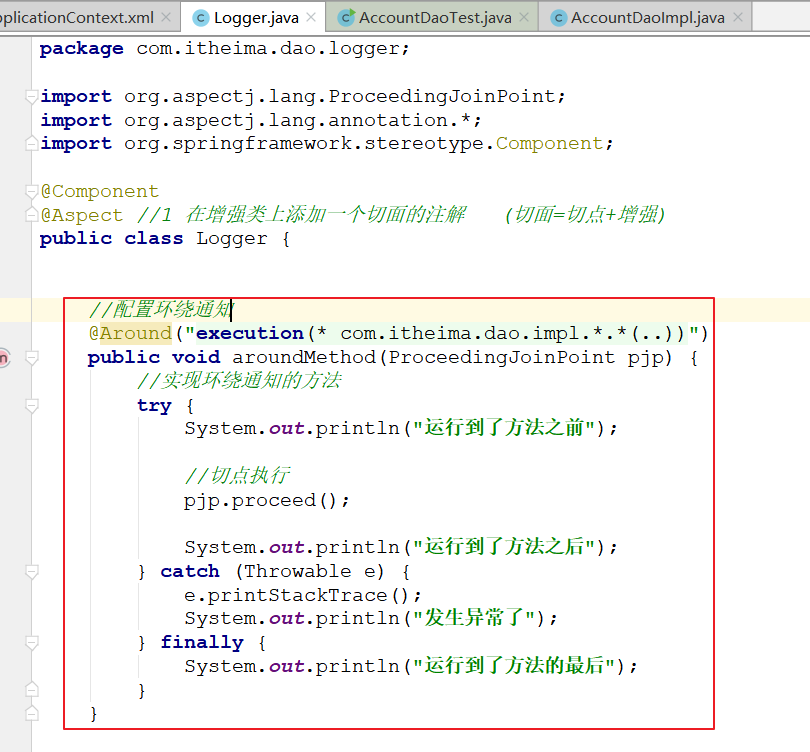 pplicationContext.xml Logger.java AccountDaoTest.java AccountDaoImpl.java
package com.itheima.dao.logger;
import org.aspectj.lang.ProceedingJoinPoint;
import org.aspectj.lang.annotation.*;
import org.springframework.stereotype.Component;
@Component
@Aspect //1 在增强类上添加一个切面的注解 (切面=切点+增强)
public class Logger {
//配置环绕通知
@Around("execution(* com.itheima.dao.impl.*.*(..))")
public void aroundMethod(ProceedingJoinPoint pjp) {
//实现环绕通知的方法
try {
System.out.println("运行到了方法之前");
//切点执行
pjp.proceed();
System.out.println("运行到了方法之后");
} catch (Throwable e) {
e.printStackTrace();
System.out.println("发生异常了");
} finally {
System.out.println("运行到了方法的最后");
}
}